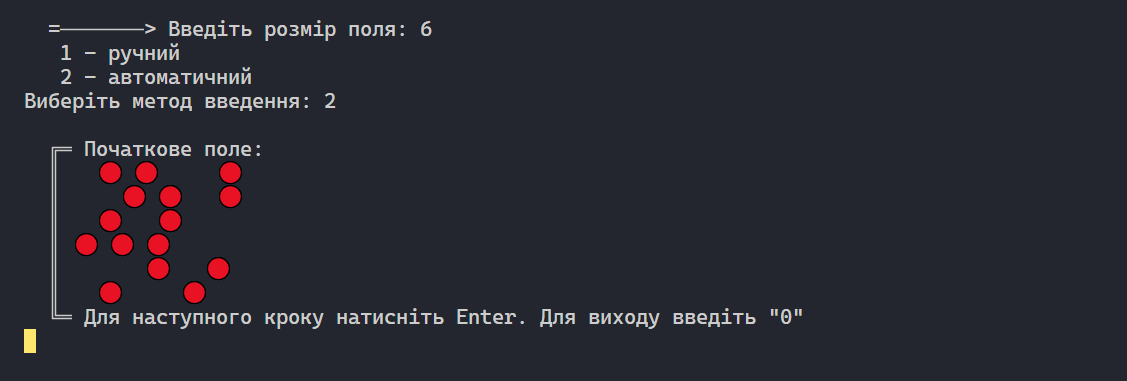 =———————> Введіть розмір поля: 6
1 - ручний
2 - автоматичний
Виберіть метод введення: 2
╔═ Початкове поле:
╚═ Для наступного кроку натисніть Enter. Для виходу введіть "0"